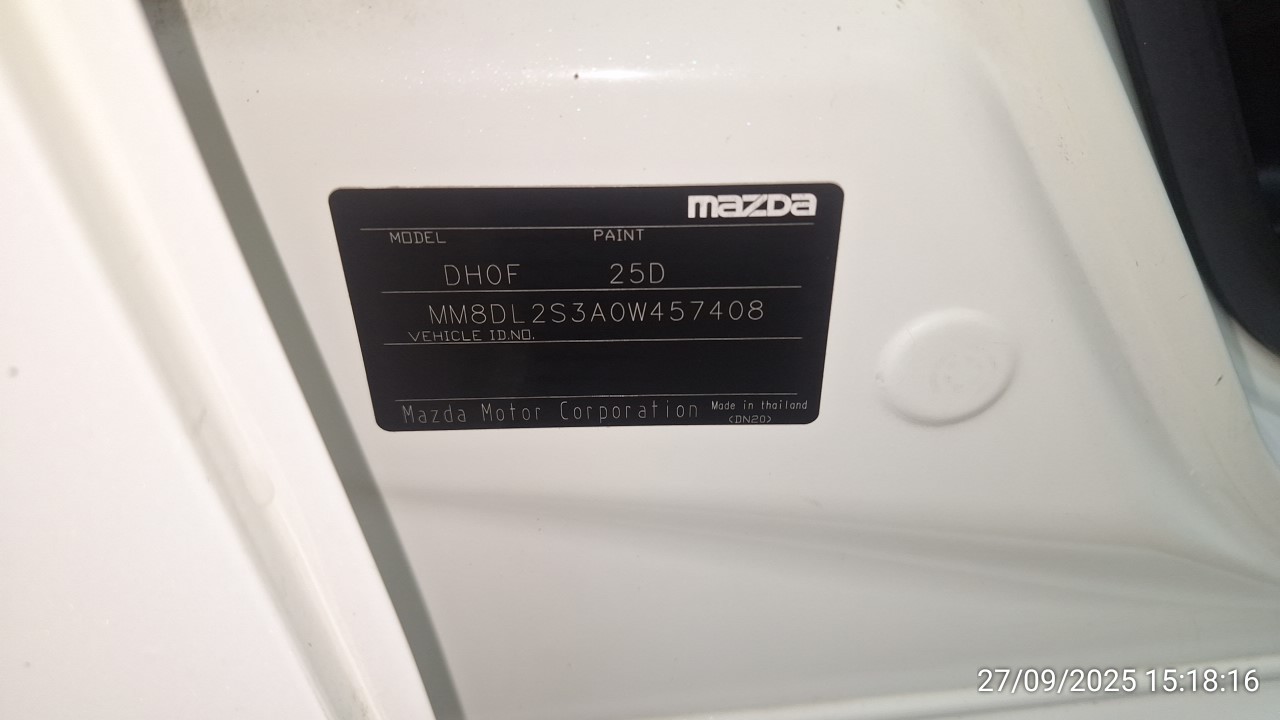 mazda
MODEL PAINT
DH0F 25D
MM8DL2S3A0W457408
VEHICLE ID.NO.
Mazda Motor Corporation Made in thailand
(DN20)
27/09/2025 15:18:16